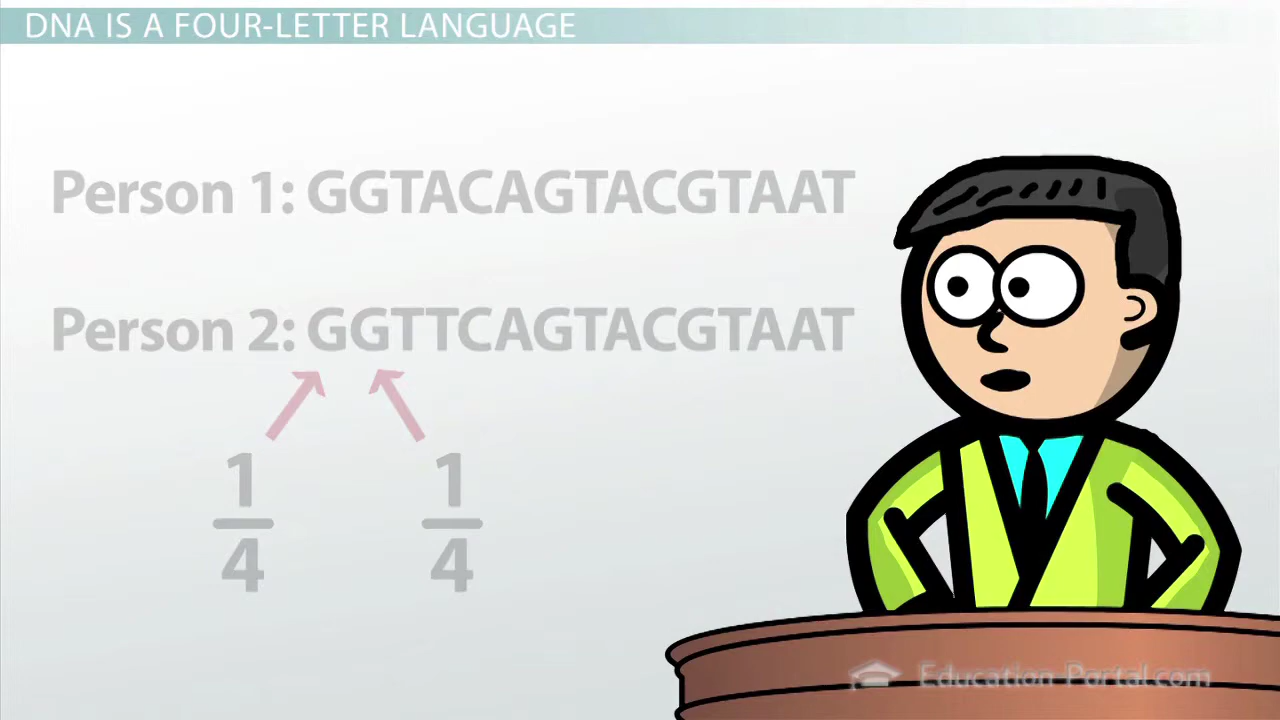 DNA IS A FOUR-LETTER LANGUAGE
Person 1: GGTACAGTACGTAAT
Person 2: GGTTCAGTACGTAAT
1 1
4 4
Education-Portal.com